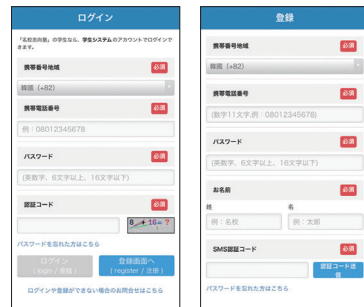 ログイン
「名校志向塾」の学生なら、学生システムのアカウントでログインできます。
携帯番号地域
必須
韓國（+82）
携帯電話番号
必須
例：08012345678
パスワード
必須
(英数字、6文字以上、16文字以下)
認証コード
必須
8 + 16= ?
パスワードを忘れた方はこちら
ログイン
( login / 登錄 )
登録画面へ
( register / 注冊 )
ログインや登録ができない場合のお問合せはこちら
登録
携帯番号地域
必須
韓國（+82）
携帯電話番号
必須
(数字11文字,例：08012345678)
パスワード
必須
(英数字、6文字以上、16文字以下)
お名前
必須
姓
名
例：名校
例：太郎
SMS認証コード
必須
認証コード送信
パスワードを忘れた方はこちら